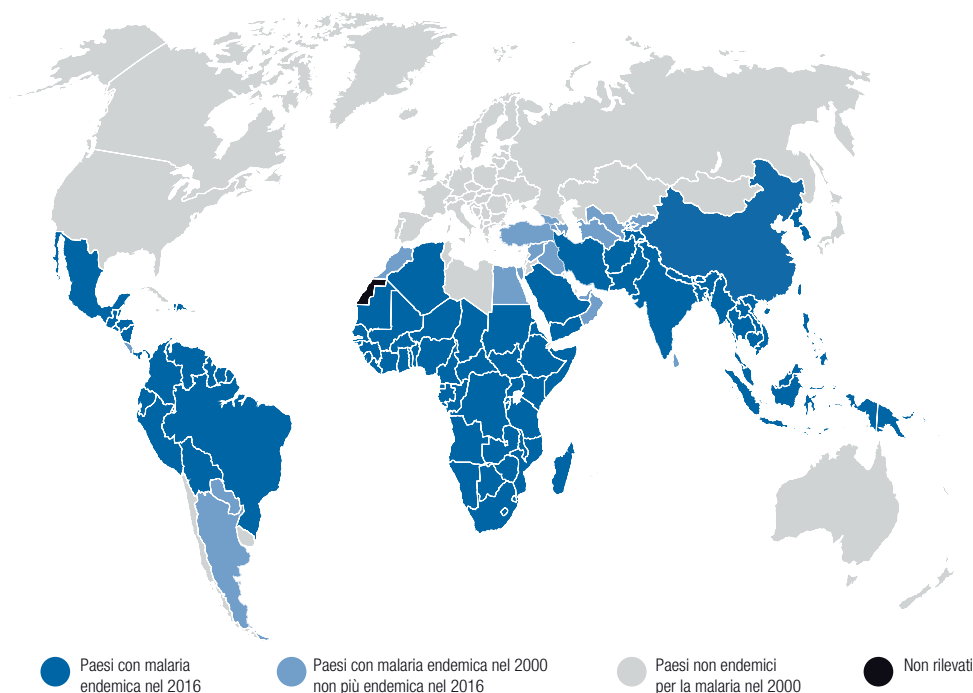 Paesi con malaria
endemica nel 2016
Paesi con malaria endemica nel 2000
non più endemica nel 2016
Paesi non endemici
per la malaria nel 2000
Non rilevati